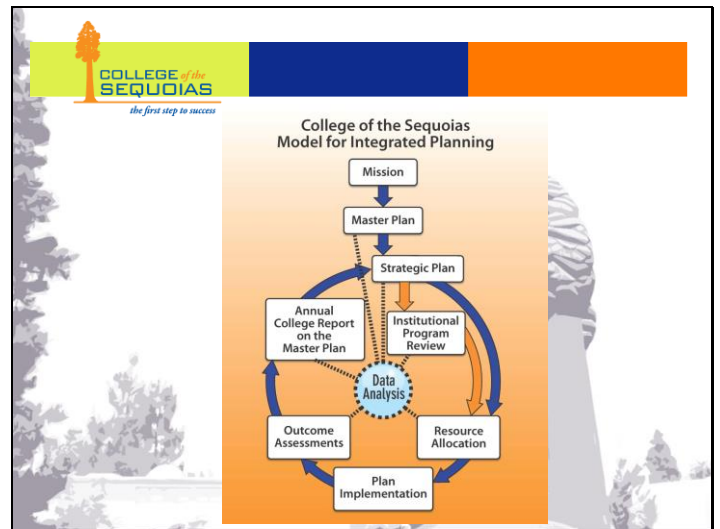 COLLEGE of the
SEQUOIAS
the first step to success
College of the Sequoias
Model for Integrated Planning
Mission
Master Plan
Strategic Plan
Annual
College Report
on the
Master Plan
Institutional
Program
Review
Data
Analysis
Outcome
Assessments
Resource
Allocation
Plan
Implementation